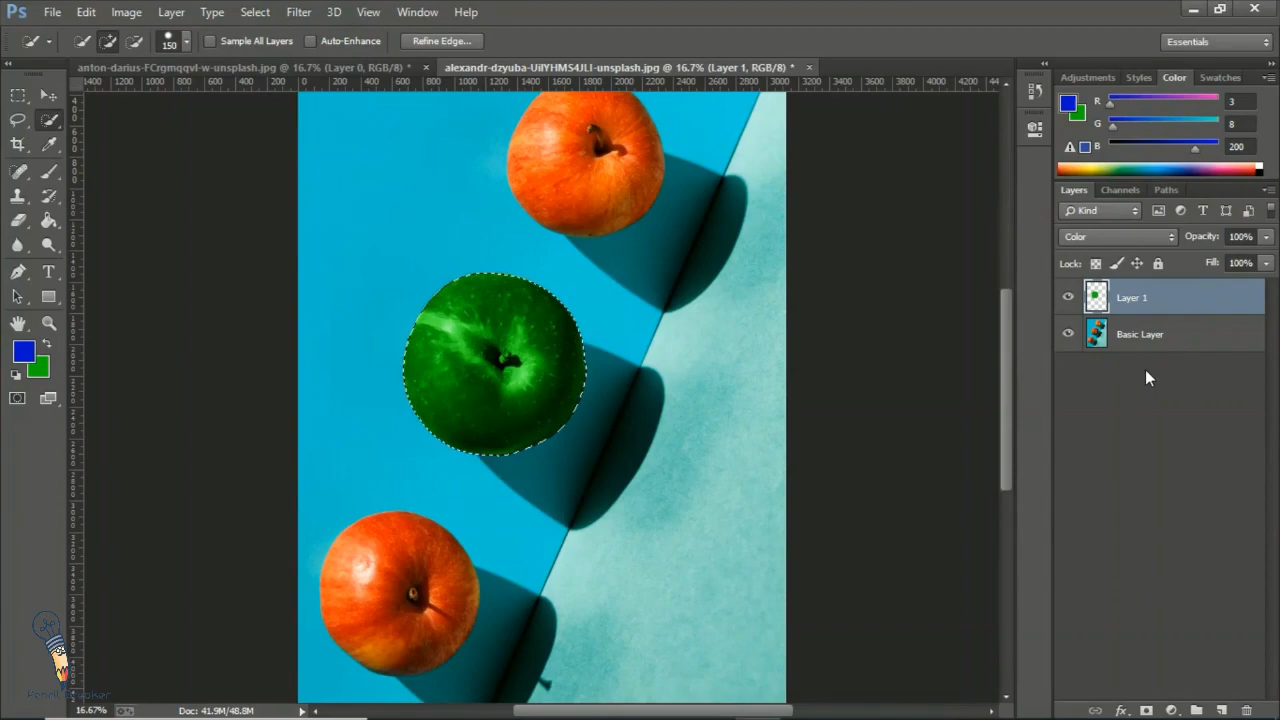 Ps File Edit Image Layer Type Select Filter 3D View Window Help
150 Sample All Layers Auto-Enhance Refine Edge... Essentials
anton-darius-FCrgmqqvl-w-unsplash.jpg @ 16.7% (Layer 0, RGB/8) * × alexandr-dzyuba-UiIYHMS4JLI-unsplash.jpg @ 16.7% (Layer 1, RGB/8) * ×
1400 1200 1000 800 600 400 200 0 200 400 600 800 1000 1200 1400 1600 1800 2000 2200 2400 2600 2800 3000 3200 3400 3600 3800 4000 4200 44
Adjustments Styles Color Swatches
R 3
G 8
B 200
Layers Channels Paths
Kind
Color Opacity: 100%
Lock: Fill: 100%
Layer 1
Basic Layer
16.67% Doc: 41.9M/48.8M